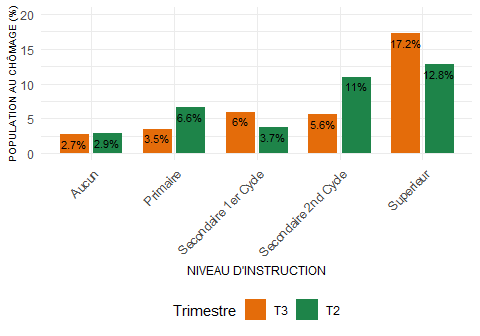 POPULATION AU CHÔMAGE (%)
20
15
10
5
0
2.7%
2.9%
3.5%
6.6%
6%
3.7%
5.6%
11%
17.2%
12.8%
Aucun
Primaire
Secondaire 1er Cycle
Secondaire 2nd Cycle
Superieur
NIVEAU D'INSTRUCTION
Trimestre T3 T2